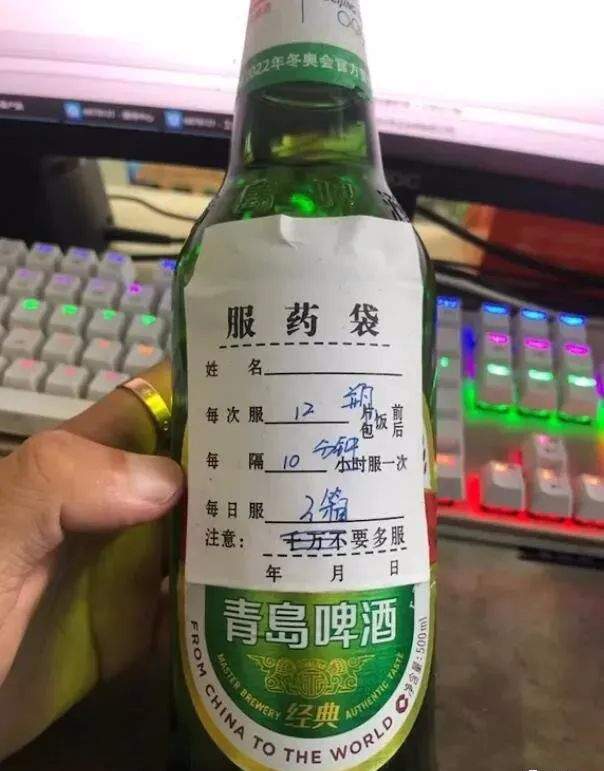 2022年冬奥会官方
服药袋
姓 名
每次服 12 瓶 片包 饭 前后
每 隔 10 分钟 小时服一次
每日服 3箱
注意: 千万不要多服
年 月 日
青島啤酒
MASTER BREWERY 经典 AUTHENTIC TASTE
FROM CHINA TO THE WORLD
净含量:500ml